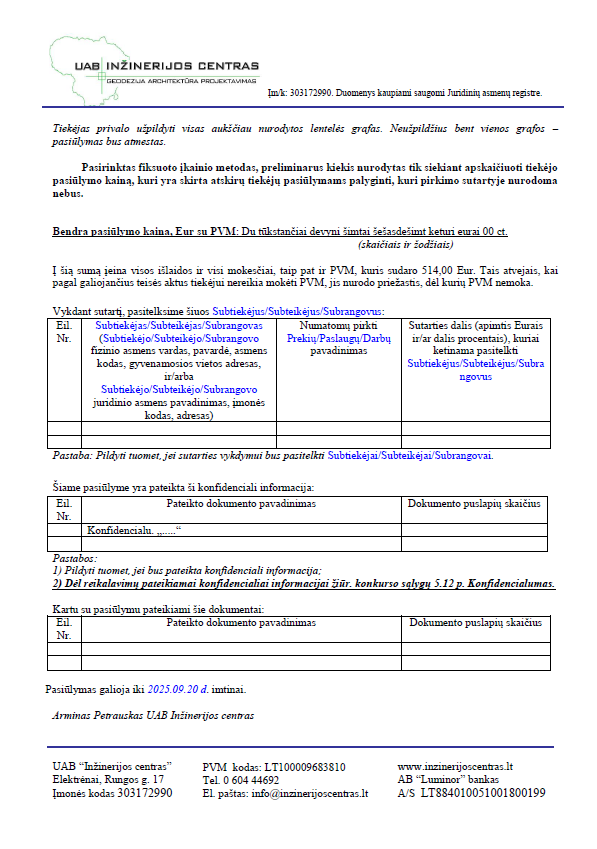 UAB INŽINERIJOS CENTRAS
GEODEZIJA ARCHITEKTŪRA PROJEKTAVIMAS
Įm/k: 303172990. Duomenys kaupiami saugomi Juridinių asmenų registre.
Tiekėjas privalo užpildyti visas aukščiau nurodytos lentelės grafas. Neužpildžius bent vienos grafos –
pasiūlymas bus atmestas.
Pasirinktas fiksuoto įkainio metodas, preliminarus kiekis nurodytas tik siekiant apskaičiuoti tiekėjo
pasiūlymo kainą, kuri yra skirta atskirų tiekėjų pasiūlymams palyginti, kuri pirkimo sutartyje nurodoma
nebus.
Bendra pasiūlymo kaina, Eur su PVM: Du tūkstančiai devyni šimtai šešasdešimt keturi eurai 00 ct.
(skaičiais ir žodžiais)
Į šią sumą įeina visos išlaidos ir visi mokesčiai, taip pat ir PVM, kuris sudaro 514,00 Eur. Tais atvejais, kai
pagal galiojančius teisės aktus tiekėjui nereikia mokėti PVM, jis nurodo priežastis, dėl kurių PVM nemoka.
Vykdant sutartį, pasitelksime šiuos Subtiekėjus/Subteikėjus/Subrangovus:
Eil.
Nr.
Subtiekėjas/Subteikėjas/Subrangovas
(Subtiekėjo/Subteikėjo/Subrangovo
fizinio asmens vardas, pavardė, asmens
kodas, gyvenamosios vietos adresas,
ir/arba
Subtiekėjo/Subteikėjo/Subrangovo
juridinio asmens pavadinimas, įmonės
kodas, adresas)
Numatomų pirkti
Prekių/Paslaugų/Darbų
pavadinimas
Sutarties dalis (apimtis Eurais
ir/ar dalis procentais), kuriai
ketinama pasitelkti
Subtiekėjus/Subteikėjus/Subra
ngovus
Pastaba: Pildyti tuomet, jei sutarties vykdymui bus pasitelkti Subtiekėjai/Subteikėjai/Subrangovai.
Šiame pasiūlyme yra pateikta ši konfidenciali informacija:
Eil.
Nr.
Pateikto dokumento pavadinimas
Dokumento puslapių skaičius
Konfidencialu. „.....“
Pastabos:
1) Pildyti tuomet, jei bus pateikta konfidenciali informacija;
2) Dėl reikalavimų pateikiamai konfidencialiai informacijai žiūr. konkurso sąlygų 5.12 p. Konfidencialumas.
Kartu su pasiūlymu pateikiami šie dokumentai:
Eil.
Nr.
Pateikto dokumento pavadinimas
Dokumento puslapių skaičius
Pasiūlymas galioja iki 2025.09.20 d. imtinai.
Arminas Petrauskas UAB Inžinerijos centras
UAB “Inžinerijos centras”
Elektrėnai, Rungos g. 17
Įmonės kodas 303172990
PVM kodas: LT100009683810
Tel. 0 604 44692
El. paštas: info@inzinerijoscentras.lt
www.inzinerijoscentras.lt
AB “Luminor” bankas
A/S LT884010051001800199